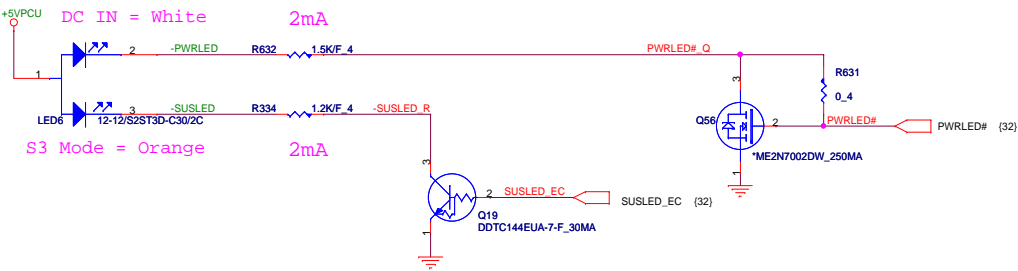 +5VPCU
DC IN = White
2mA
1
2
-PWRLED
R632
1.5K/F_4
PWRLED#_Q
3
R631
0_4
3
-SUSLED
R334
1.2K/F_4
-SUSLED_R
LED6
12-12/S2ST3D-C30/2C
Q56
2
PWRLED#
PWRLED# {32}
S3 Mode = Orange
2mA
*ME2N7002DW_250MA
1
3
2
SUSLED_EC
SUSLED_EC {32}
Q19
DDTC144EUA-7-F_30MA
1